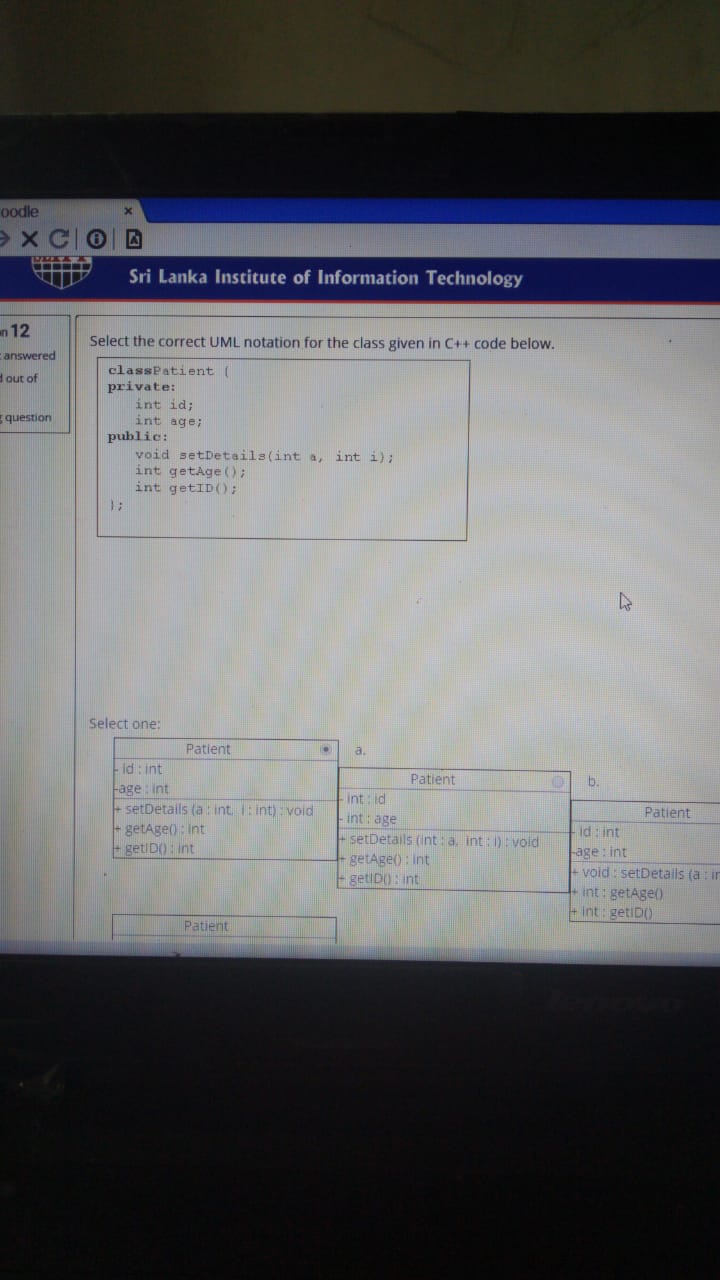 oodle
Sri Lanka Institute of Information Technology
12
answered
out of
question
Select the correct UML notation for the class given in C++ code below.
classPatient {
private:
int id;
int age;
public:
void setDetails(int a, int i);
int getAge();
int getID();
};
Select one:
Patient
- id : int
-age : int
+ setDetails (a : int, i : int) : void
+ getAge() : int
+ getID() : int
a.
Patient
- int : id
- int : age
+ setDetails (int : a, int : i) : void
+ getAge() : int
+ getID() : int
b.
Patient
- id : int
-age : int
+ void : setDetails (a : in
+ int : getAge()
+ int : getID()
Patient
lenovo